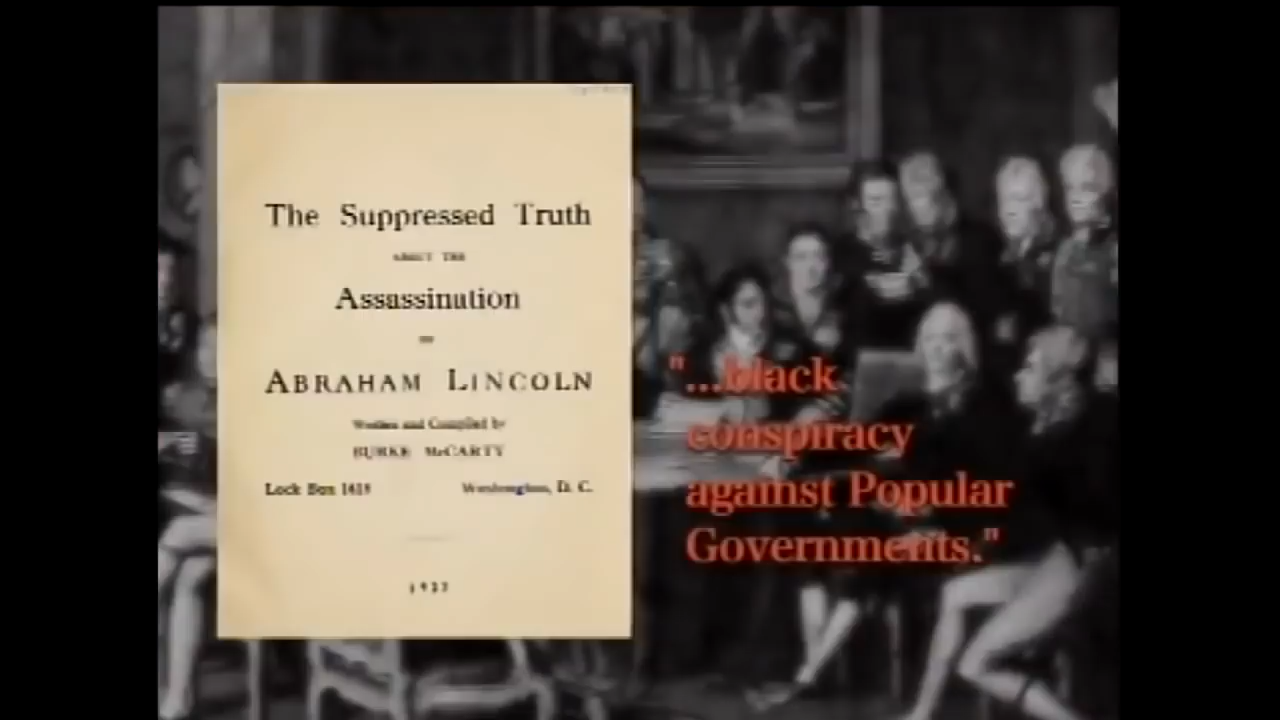 The Suppressed Truth
ABOUT THE
Assassination
OF
ABRAHAM LINCOLN
Written and Compiled by
BURKE McCARTY
Lock Box 1618 Washington, D. C.
"...black
conspiracy
against Popular
Governments."